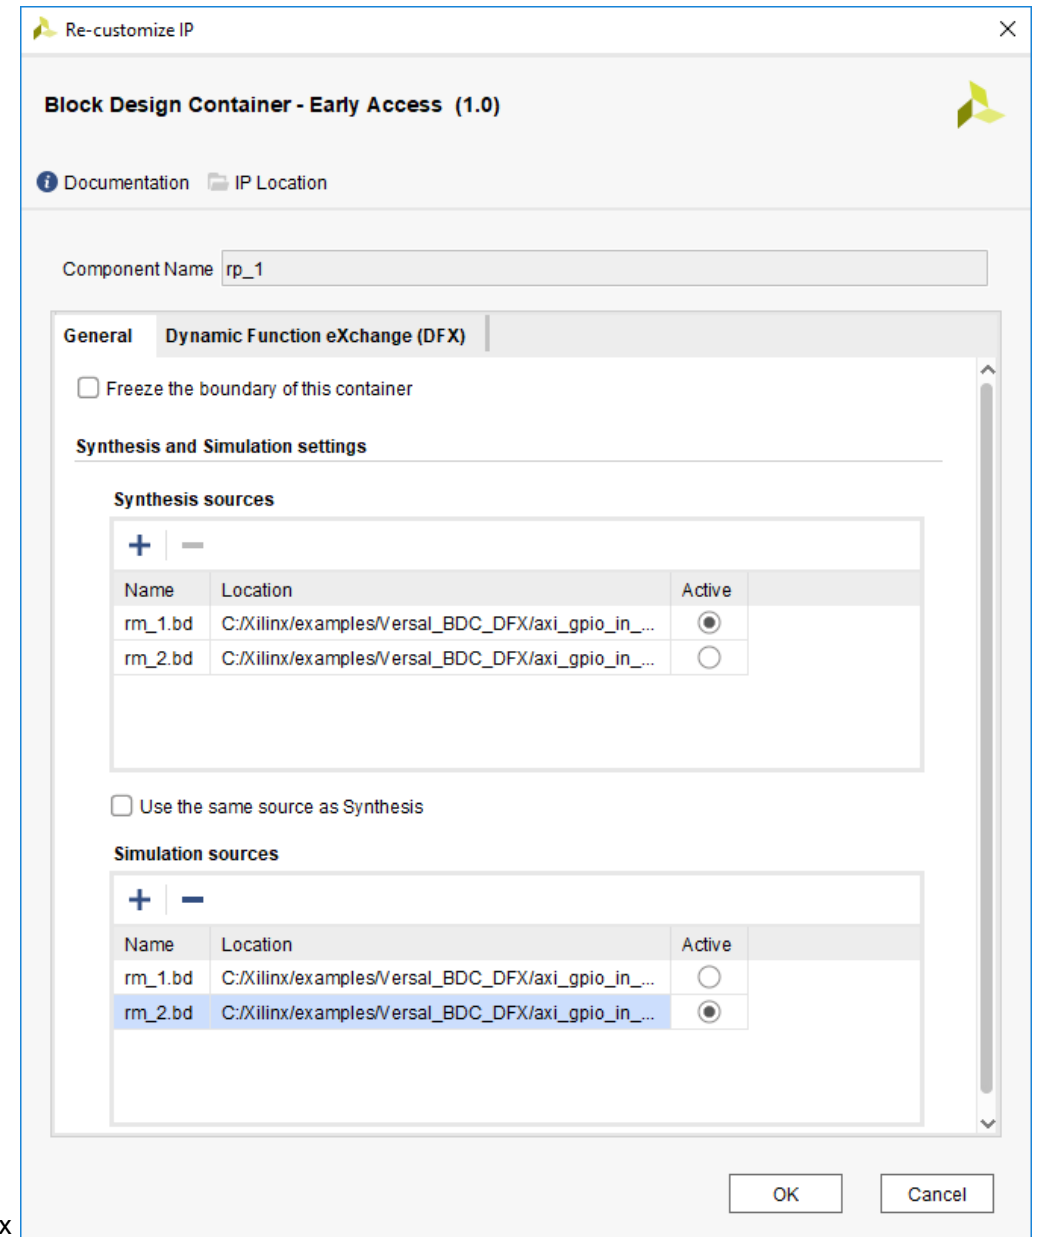 Re-customize IP
Block Design Container - Early Access (1.0)
Documentation IP Location
Component Name rp_1
General Dynamic Function eXchange (DFX)
Freeze the boundary of this container
Synthesis and Simulation settings
Synthesis sources
Name Location Active
rm_1.bd C:/Xilinx/examples/Versal_BDC_DFX/axi_gpio_in_...
rm_2.bd C:/Xilinx/examples/Versal_BDC_DFX/axi_gpio_in_...
Use the same source as Synthesis
Simulation sources
Name Location Active
rm_1.bd C:/Xilinx/examples/Versal_BDC_DFX/axi_gpio_in_...
rm_2.bd C:/Xilinx/examples/Versal_BDC_DFX/axi_gpio_in_...
OK Cancel
x